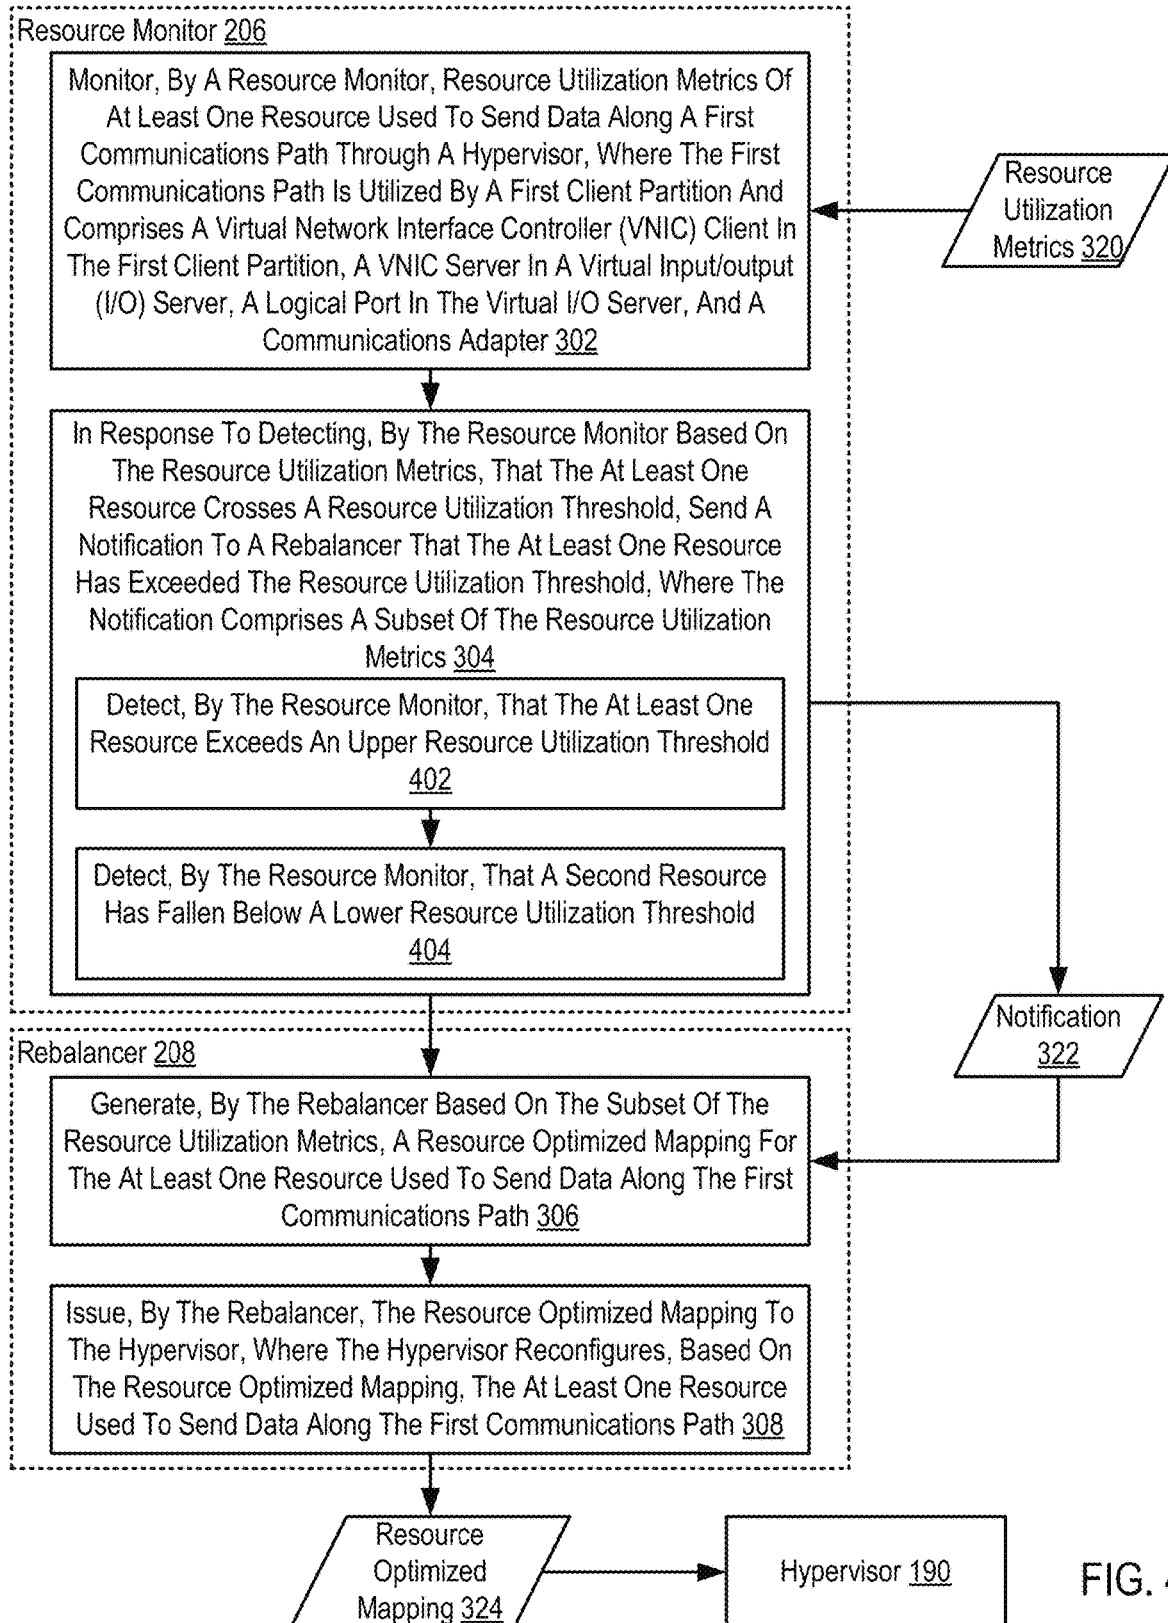 Resource Monitor 206
Monitor, By A Resource Monitor, Resource Utilization Metrics Of
At Least One Resource Used To Send Data Along A First
Communications Path Through A Hypervisor, Where The First
Communications Path Is Utilized By A First Client Partition And
Comprises A Virtual Network Interface Controller (VNIC) Client In
The First Client Partition, A VNIC Server In A Virtual Input/output
(I/O) Server, A Logical Port In The Virtual I/O Server, And A
Communications Adapter 302
Resource
Utilization
Metrics 320
In Response To Detecting, By The Resource Monitor Based On
The Resource Utilization Metrics, That The At Least One
Resource Crosses A Resource Utilization Threshold, Send A
Notification To A Rebalancer That The At Least One Resource
Has Exceeded The Resource Utilization Threshold, Where The
Notification Comprises A Subset Of The Resource Utilization
Metrics 304
Detect, By The Resource Monitor, That The At Least One
Resource Exceeds An Upper Resource Utilization Threshold
402
Detect, By The Resource Monitor, That A Second Resource
Has Fallen Below A Lower Resource Utilization Threshold
404
Notification
322
Rebalancer 208
Generate, By The Rebalancer Based On The Subset Of The
Resource Utilization Metrics, A Resource Optimized Mapping For
The At Least One Resource Used To Send Data Along The First
Communications Path 306
Issue, By The Rebalancer, The Resource Optimized Mapping To
The Hypervisor, Where The Hypervisor Reconfigures, Based On
The Resource Optimized Mapping, The At Least One Resource
Used To Send Data Along The First Communications Path 308
Resource
Optimized
Mapping 324
Hypervisor 190
FIG.